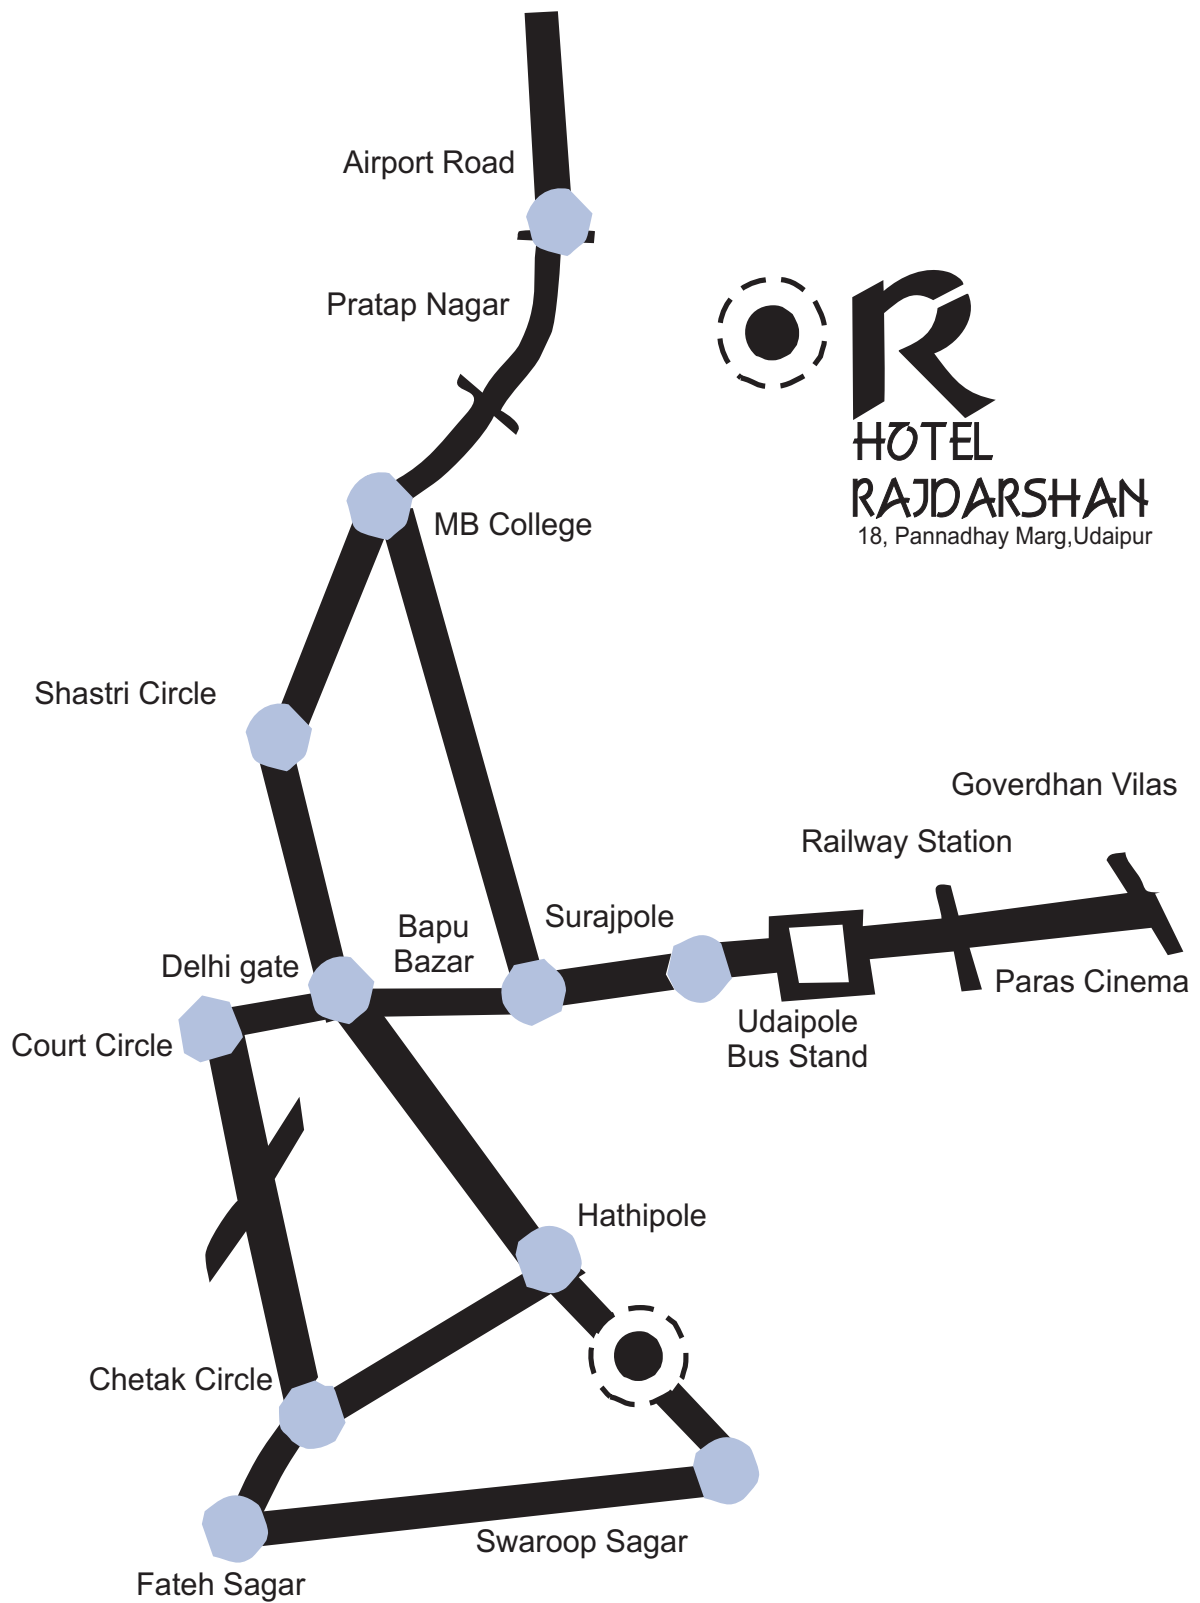 Airport Road
Pratap Nagar
R
HOTEL
RAJDARSHAN
18, Pannadhay Marg,Udaipur
MB College
Shastri Circle
Goverdhan Vilas
Railway Station
Surajpole
Bapu
Bazar
Delhi gate
Paras Cinema
Udaipole
Bus Stand
Court Circle
Hathipole
Chetak Circle
Swaroop Sagar
Fateh Sagar